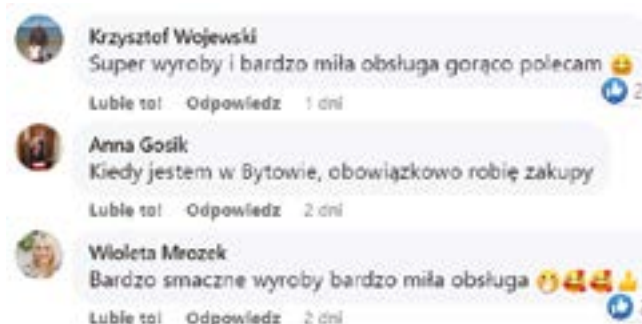 Krzysztof Wojewski
Super wyroby i bardzo miła obsługa gorąco polecam
2
Lubię to! Odpowiedz 1 dni
Anna Gosik
Kiedy jestem w Bytowie, obowiązkowo robię zakupy
Lubię to! Odpowiedz 2 dni
Wioleta Mrozek
Bardzo smaczne wyroby bardzo miła obsługa
Lubię to! Odpowiedz 2 dni